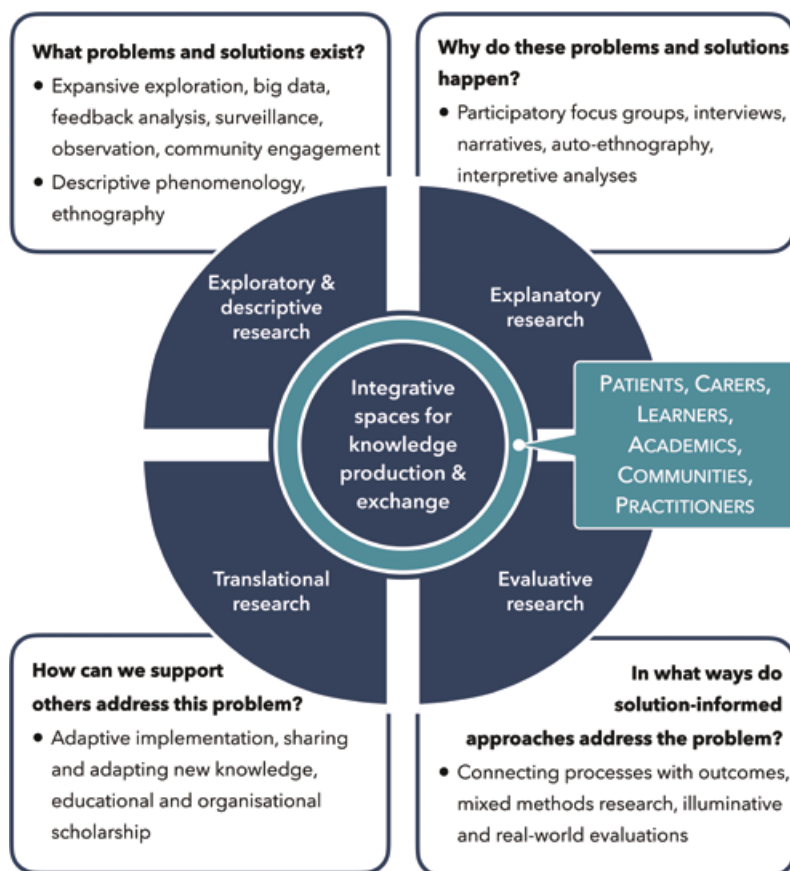 What problems and solutions exist?
• Expansive exploration, big data,
feedback analysis, surveillance,
observation, community engagement
• Descriptive phenomenology,
ethnography
Why do these problems and solutions
happen?
• Participatory focus groups, interviews,
narratives, auto-ethnography,
interpretive analyses
Exploratory &
descriptive
research
Explanatory
research
Integrative
spaces for
knowledge
production &
exchange
PATIENTS, CARERS,
LEARNERS,
ACADEMICS,
COMMUNITIES,
PRACTITIONERS
Translational
research
Evaluative
research
How can we support
others address this problem?
• Adaptive implementation, sharing
and adapting new knowledge,
educational and organisational
scholarship
In what ways do
solution-informed
approaches address the problem?
• Connecting processes with outcomes,
mixed methods research, illuminative
and real-world evaluations